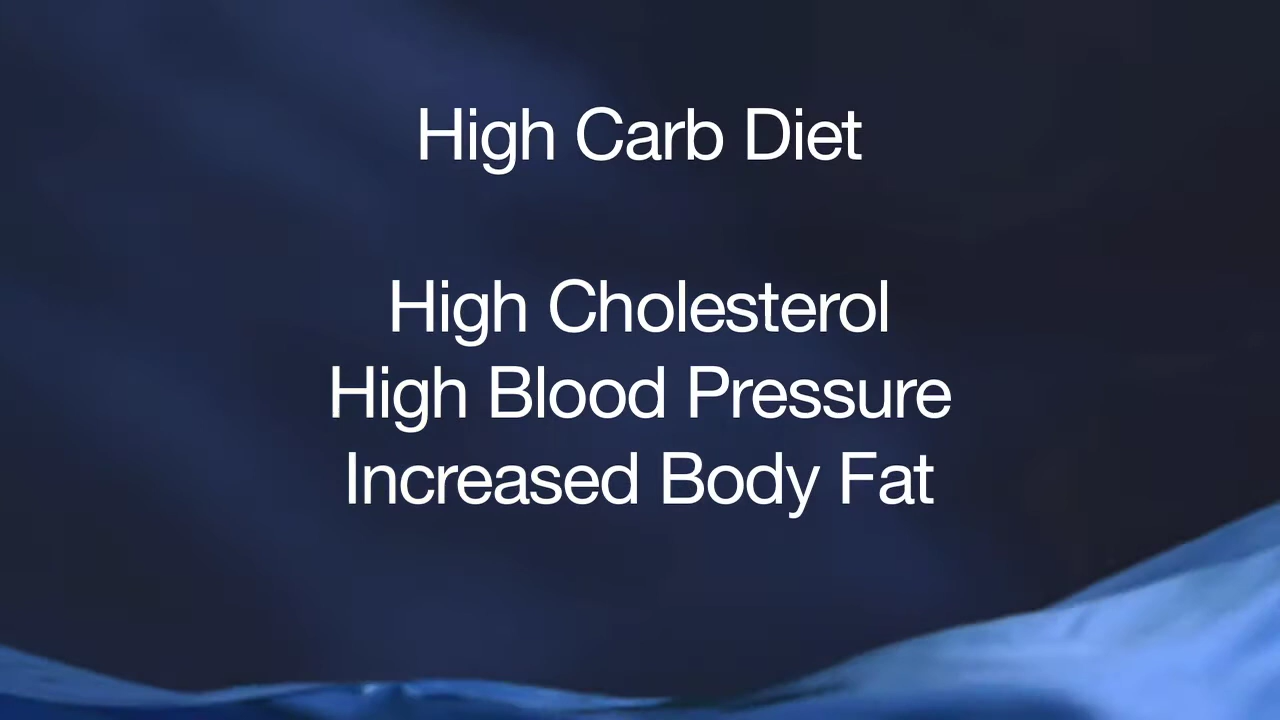 High Carb Diet
High Cholesterol
High Blood Pressure
Increased Body Fat